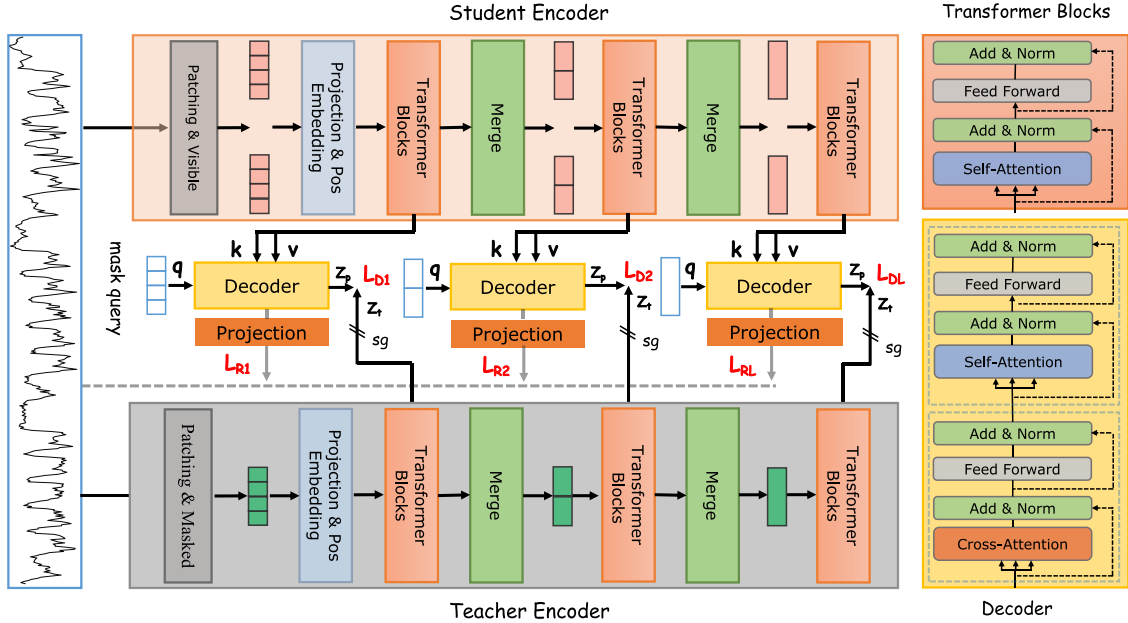 Student Encoder
Patching & Visible
Projection & Pos
Embedding
Transformer
Blocks
Merge
Transformer
Blocks
Merge
Transformer
Blocks
k
v
k
v
k
v
mask query
q
Decoder
Zp
LD1
Zt
sg
Projection
LR1
q
Decoder
Zp
LD2
Zt
sg
Projection
LR2
q
Decoder
Zp
LDL
Zt
sg
Projection
LRL
Patching & Masked
Projection & Pos
Embedding
Transformer
Blocks
Merge
Transformer
Blocks
Merge
Transformer
Blocks
Teacher Encoder
Transformer Blocks
Add & Norm
Feed Forward
Add & Norm
Self-Attention
Add & Norm
Feed Forward
Add & Norm
Self-Attention
Add & Norm
Feed Forward
Add & Norm
Cross-Attention
Decoder